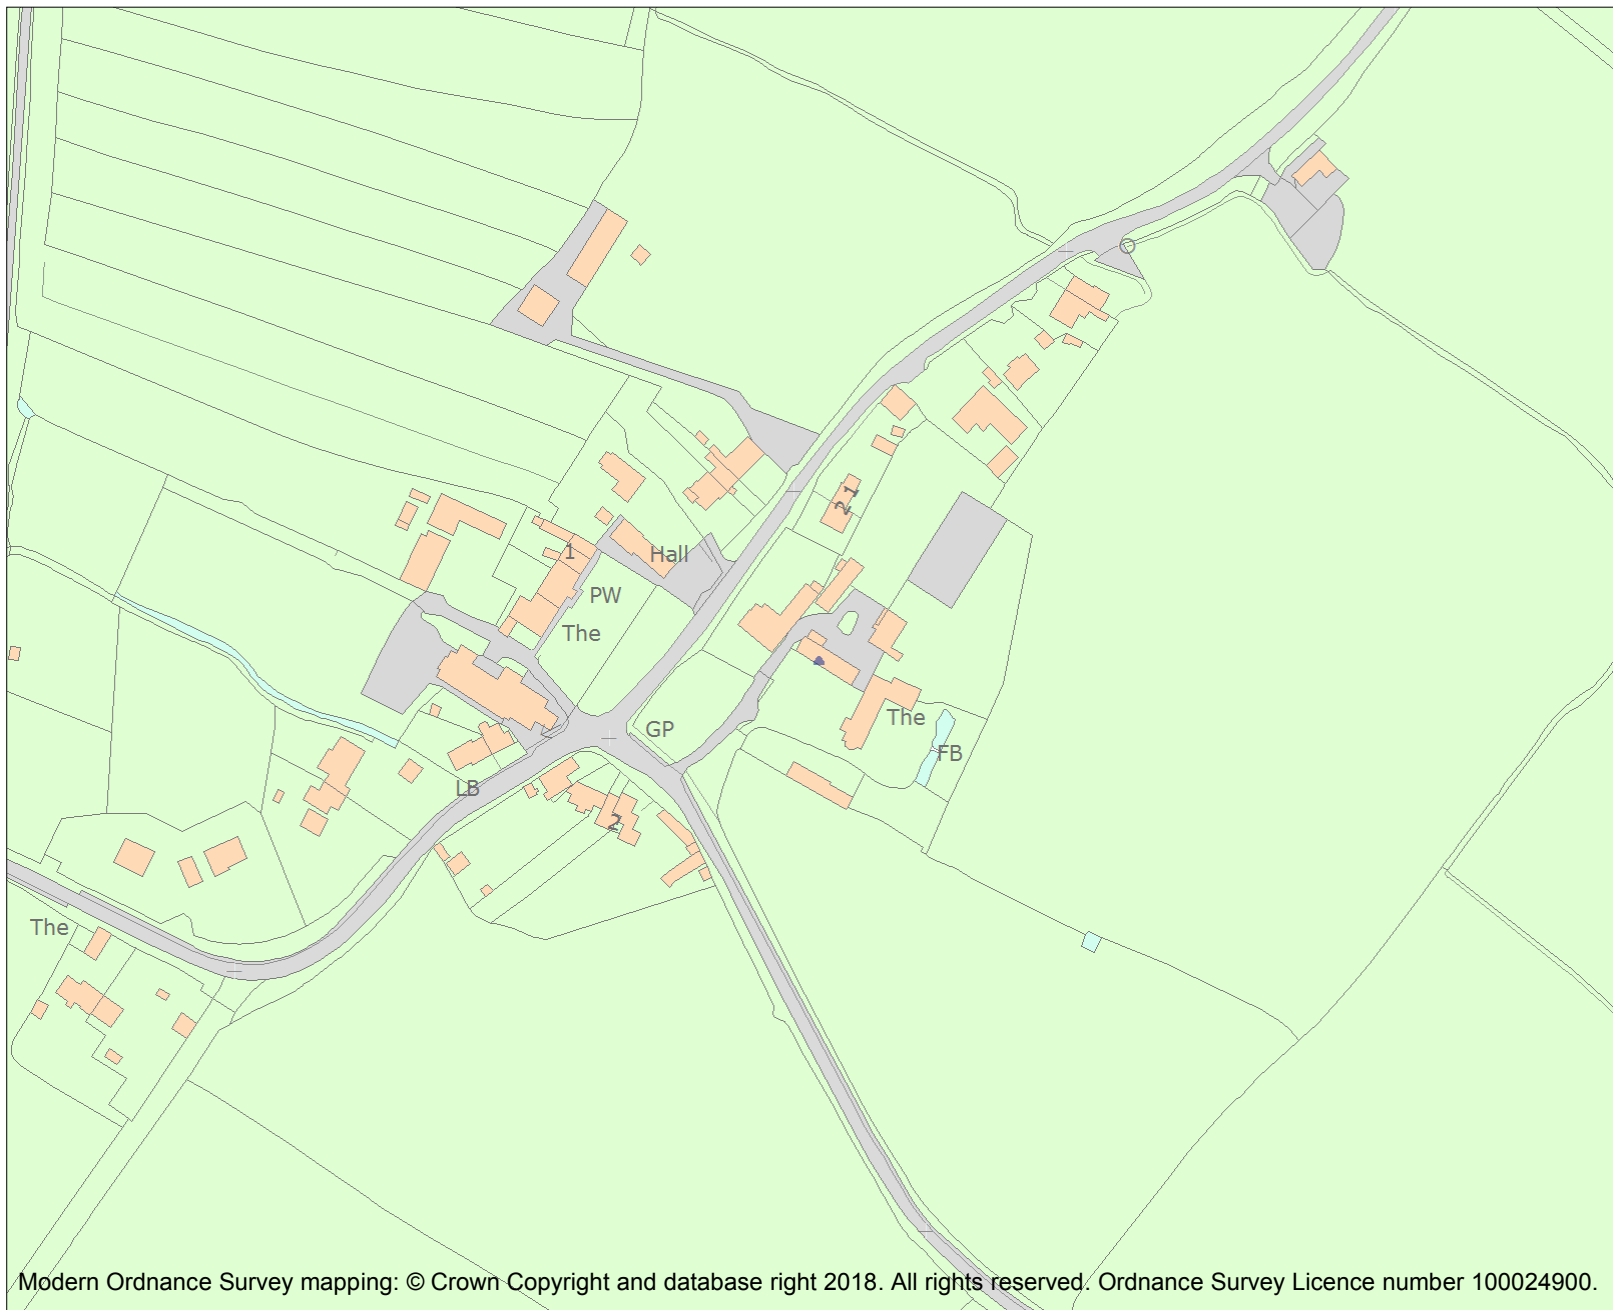 2 1
Hall
1
PW
The
The
GP
FB
LB
2
The
Modern Ordnance Survey mapping: © Crown Copyright and database right 2018. All rights reserved. Ordnance Survey Licence number 100024900.